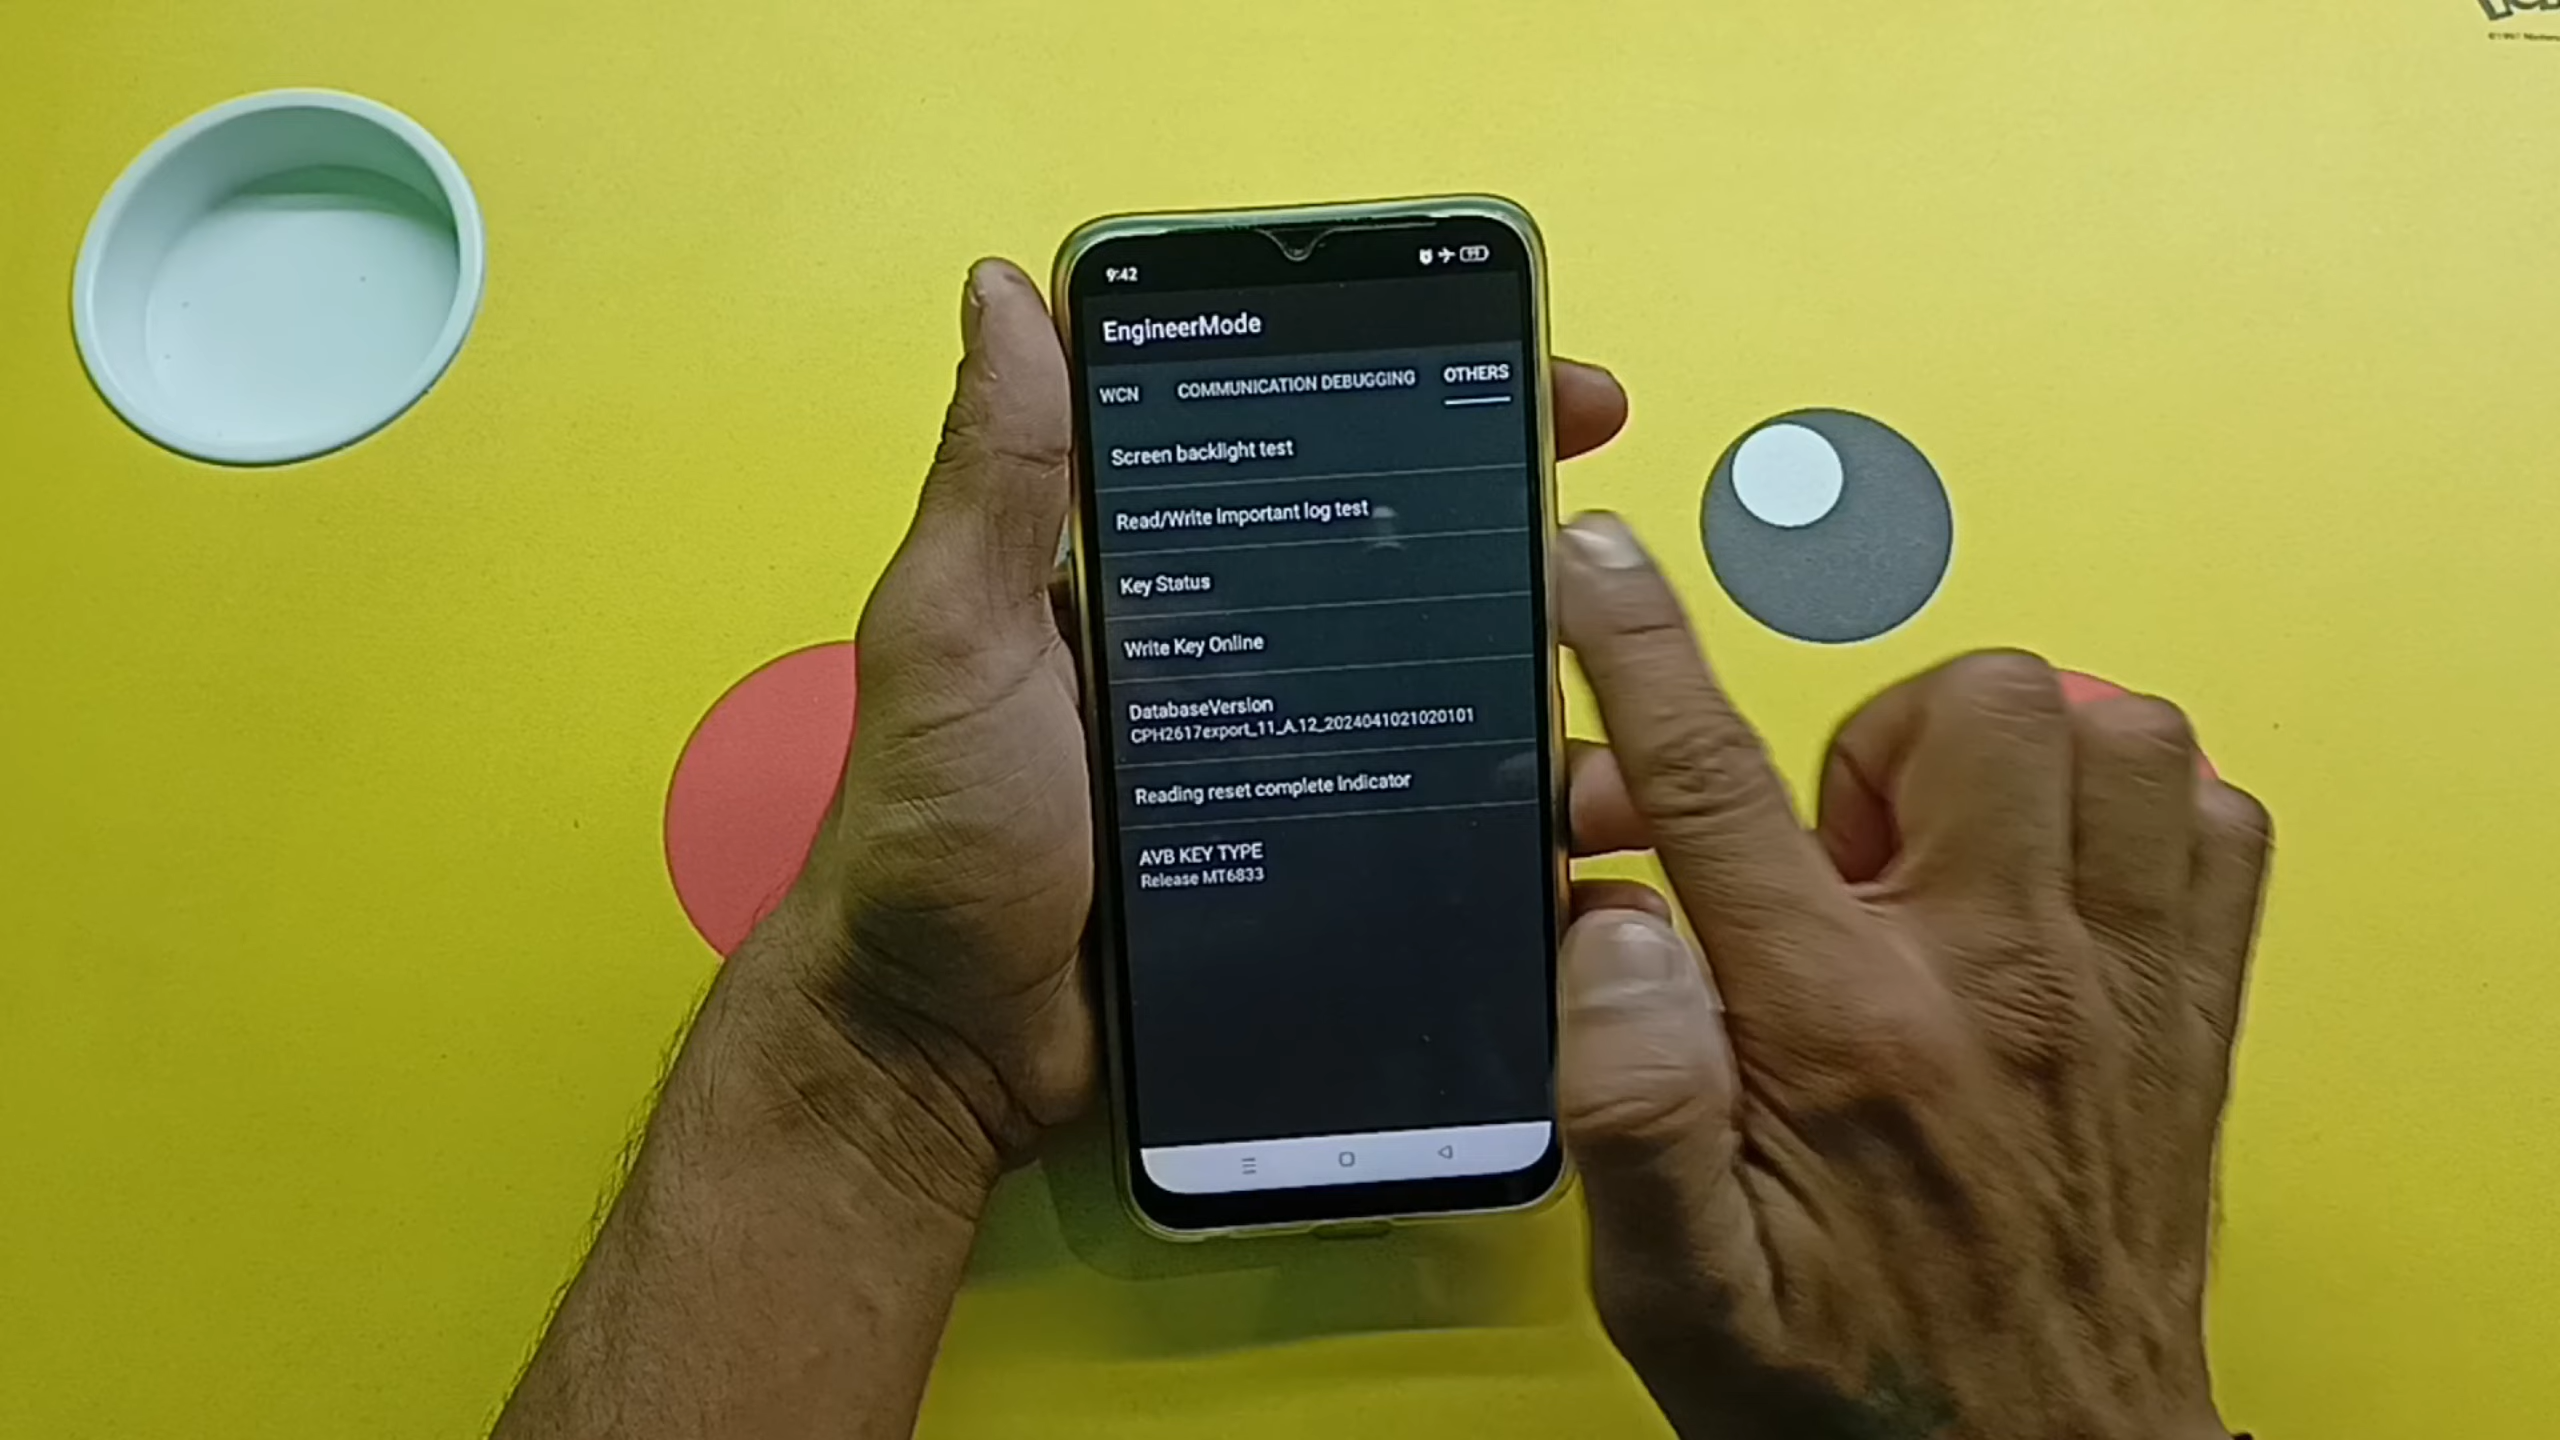 9:42
99
EngineerMode
WCN COMMUNICATION DEBUGGING OTHERS
Screen backlight test
Read/Write important log test
Key Status
Write Key Online
DatabaseVersion
CPH2617export_11_A.12_2024041021020101
Reading reset complete indicator
AVB KEY TYPE
Release MT6833